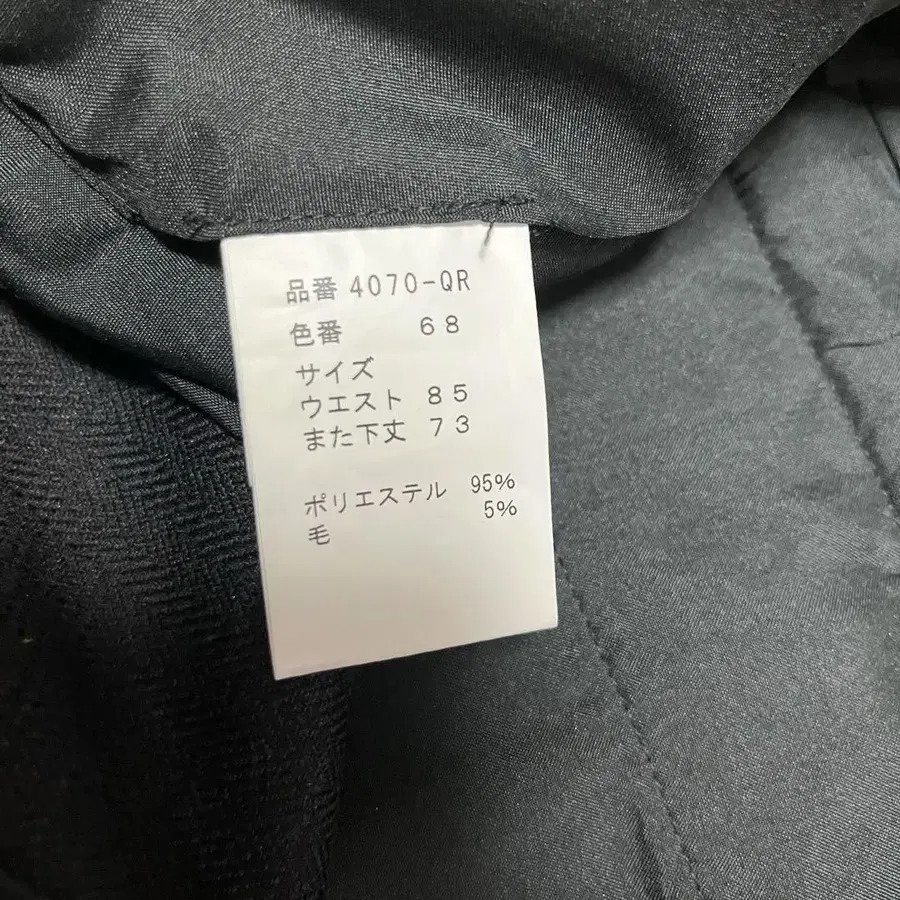 品番 4070-QR
色番 68
サイズ
ウエスト 85
また下丈 73
ポリエステル 95%
毛 5%